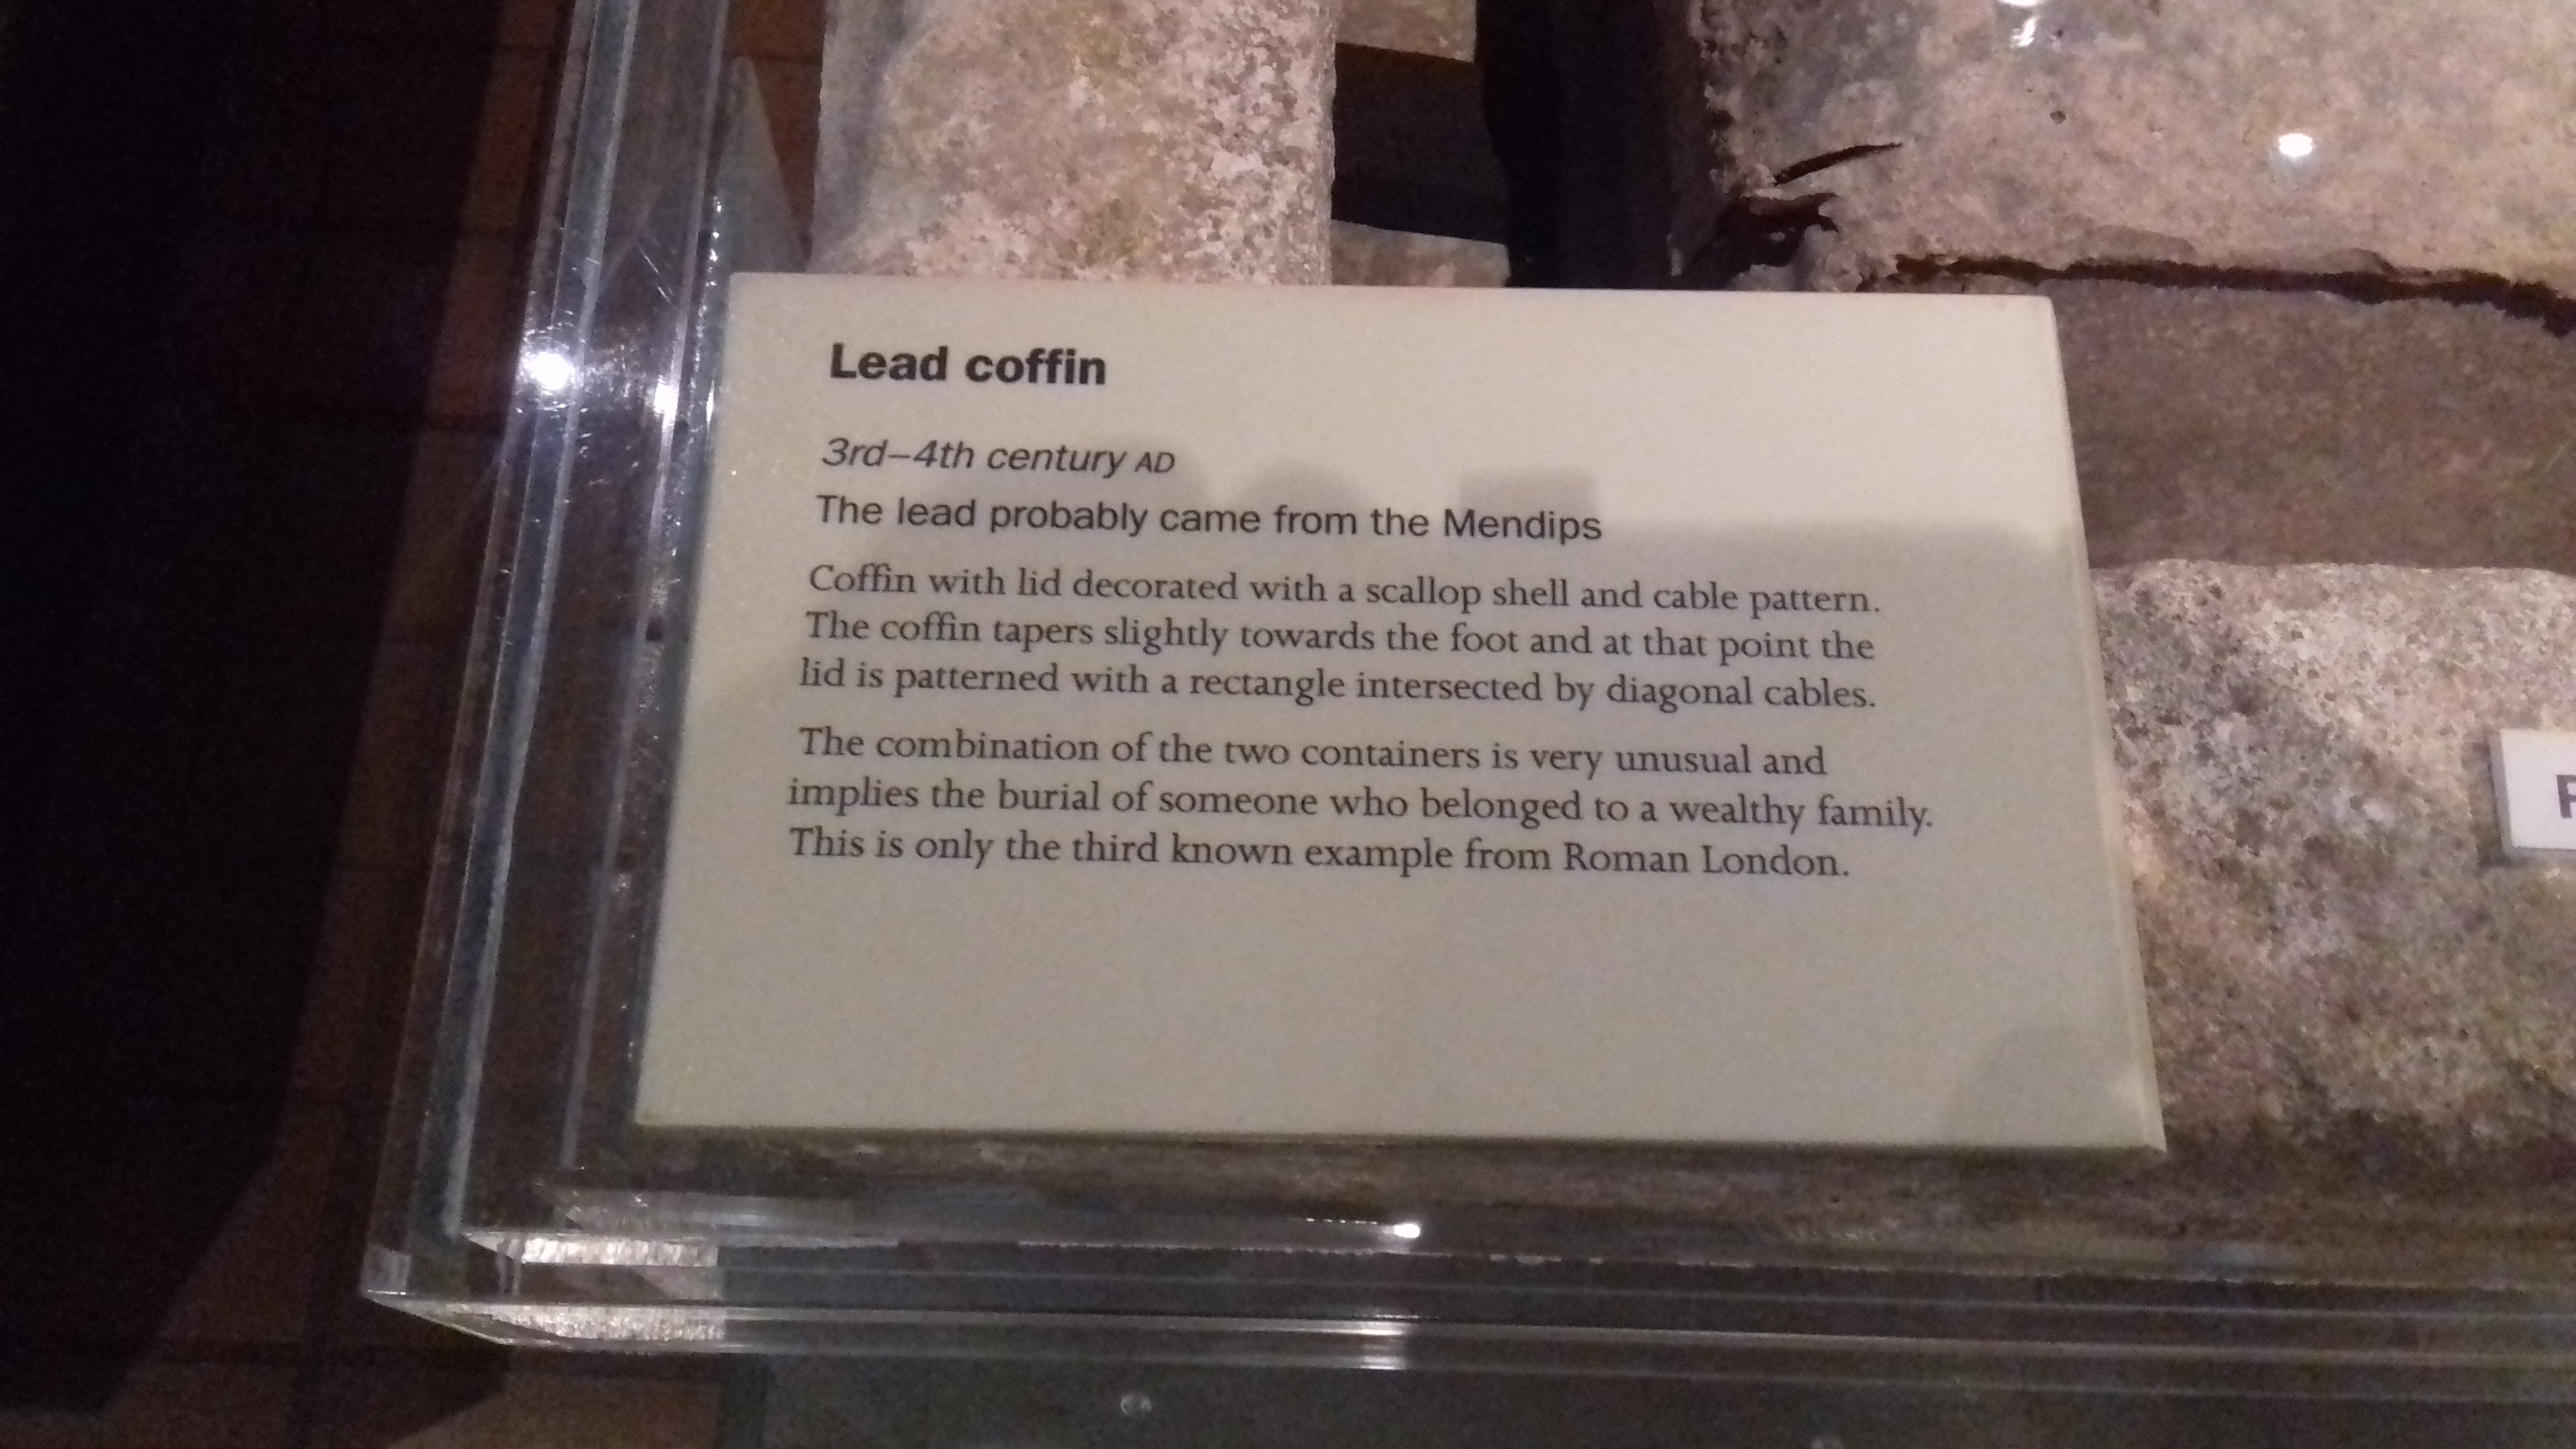 Lead coffin
3rd–4th century AD
The lead probably came from the Mendips
Coffin with lid decorated with a scallop shell and cable pattern.
The coffin tapers slightly towards the foot and at that point the
lid is patterned with a rectangle intersected by diagonal cables.
The combination of the two containers is very unusual and
implies the burial of someone who belonged to a wealthy family.
This is only the third known example from Roman London.